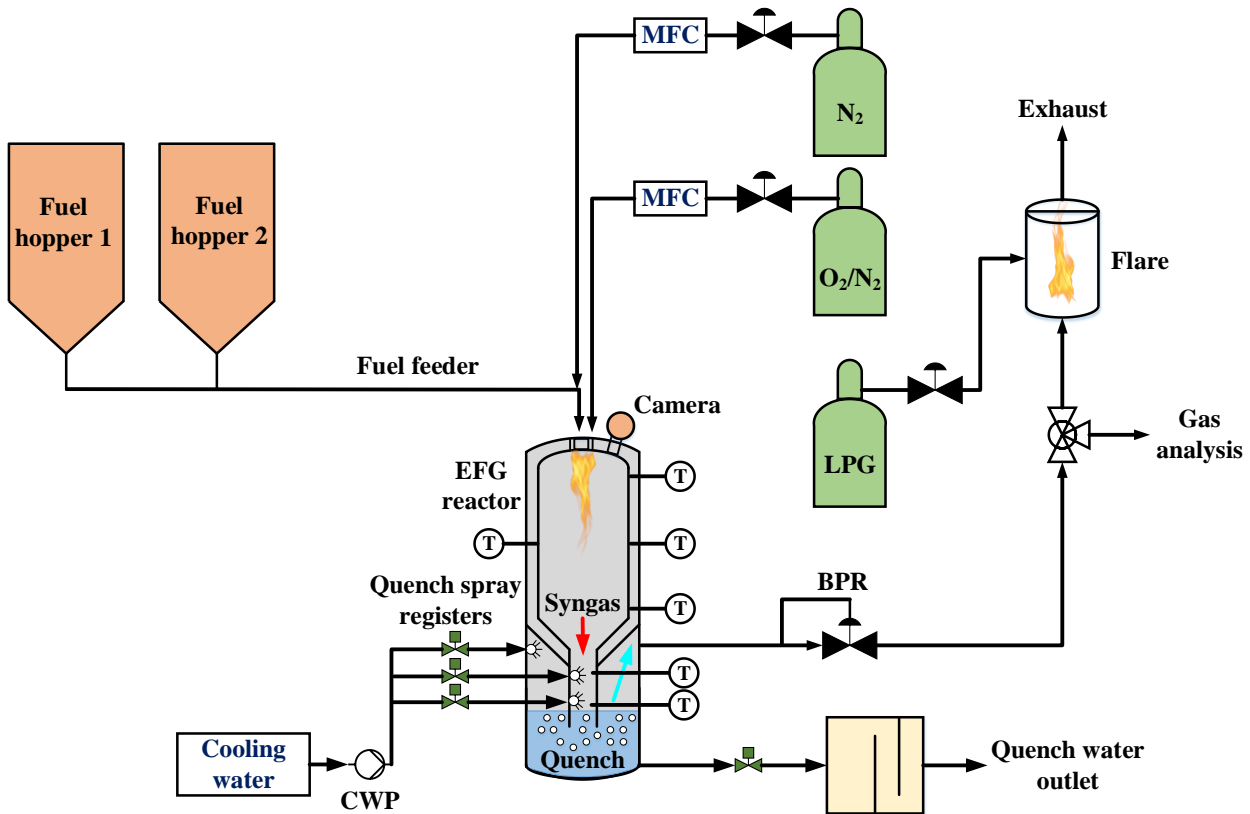 MFC
N₂
Exhaust
Fuel
hopper 1
Fuel
hopper 2
MFC
O₂/N₂
Flare
Fuel feeder
Camera
Gas
analysis
LPG
EFG
reactor
T
T
T
Quench spray
registers
Syngas
T
BPR
T
T
Cooling
water
CWP
Quench
Quench water
outlet